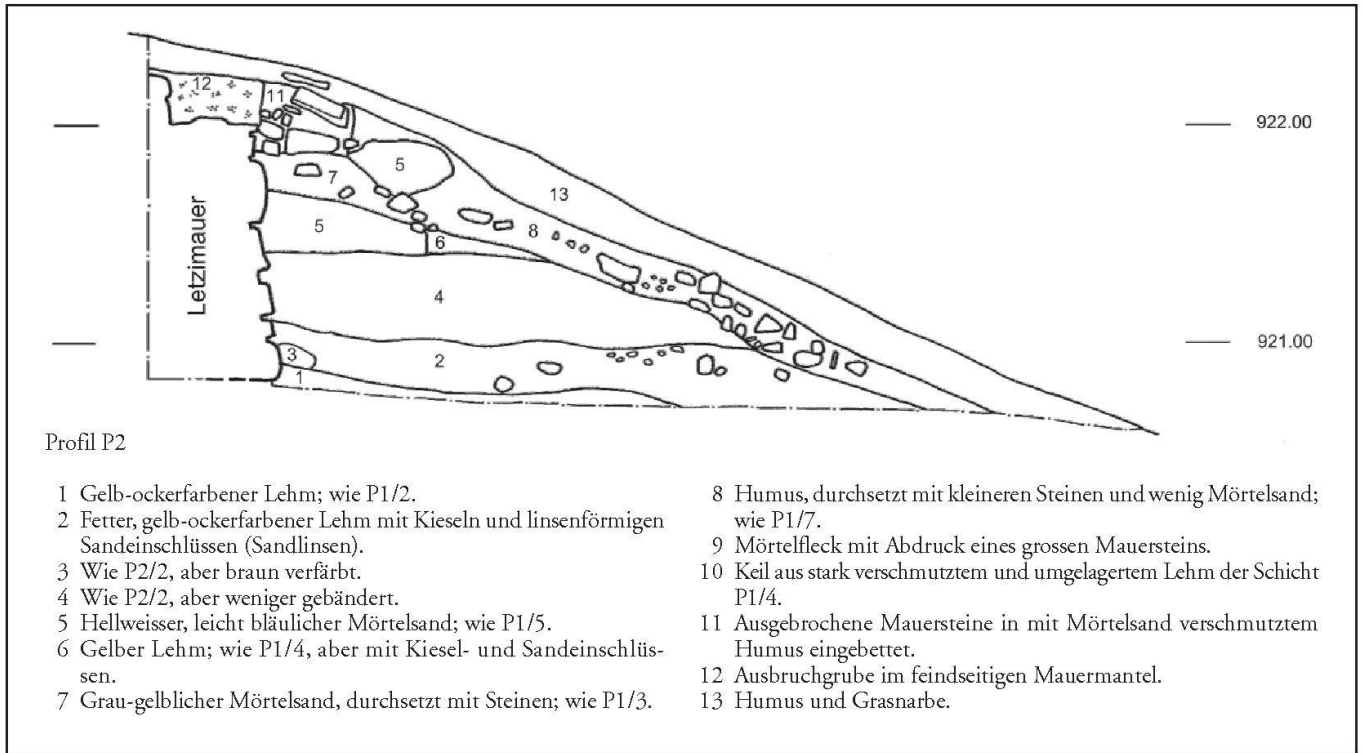 12
11
922.00
5
7
13
5
8
6
Letzimauer
4
921.00
3
2
1
Profil P2
1 Gelb-ockerfarbener Lehm; wie P1/2.
2 Fetter, gelb-ockerfarbener Lehm mit Kieseln und linsenförmigen
Sandeinschlüssen (Sandlinsen).
3 Wie P2/2, aber braun verfärbt.
4 Wie P2/2, aber weniger gebändert.
5 Hellweisser, leicht bläulicher Mörtelsand; wie P1/5.
6 Gelber Lehm; wie P1/4, aber mit Kiesel- und Sandeinschlüs-
sen.
7 Grau-gelblicher Mörtelsand, durchsetzt mit Steinen; wie P1/3.
8 Humus, durchsetzt mit kleineren Steinen und wenig Mörtelsand;
wie P1/7.
9 Mörtelfleck mit Abdruck eines grossen Mauersteins.
10 Keil aus stark verschmutztem und umgelagertem Lehm der Schicht
P1/4.
11 Ausgebrochene Mauersteine in mit Mörtelsand verschmutztem
Humus eingebettet.
12 Ausbruchgrube im feindseitigen Mauermantel.
13 Humus und Grasnarbe.